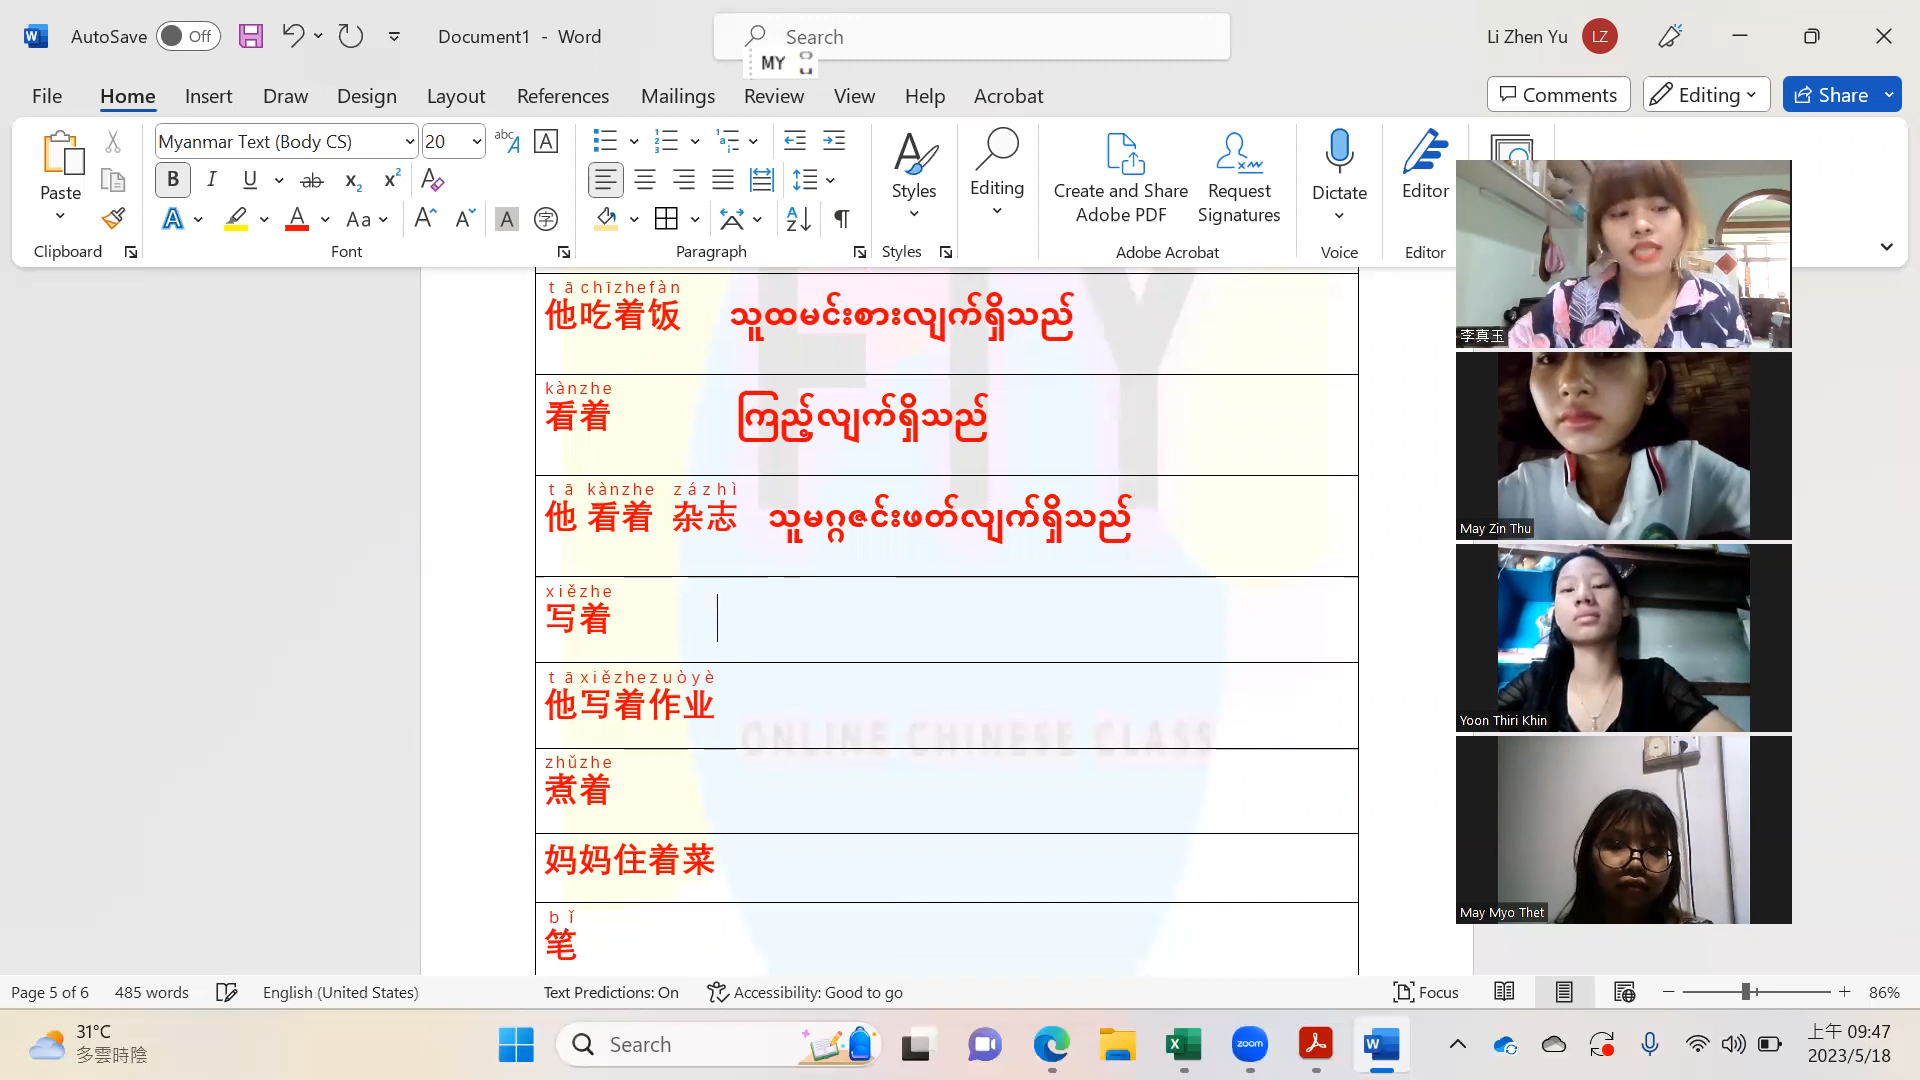 AutoSave Off Document1 - Word Search Li Zhen Yu LZ
MY
File Home Insert Draw Design Layout References Mailings Review View Help Acrobat Comments Editing Share
Myanmar Text (Body CS) 20
Paste Styles Editing Create and Share Adobe PDF Request Signatures Dictate Editor
Clipboard Font Paragraph Styles Adobe Acrobat Voice Editor
tāchīzhefàn
他吃着饭 သူထမင်းစားလျက်ရှိသည်
kànzhe
看着 ကြည့်လျက်ရှိသည်
tā kànzhe zázhì
他 看着 杂志 သူမဂ္ဂဇင်းဖတ်လျက်ရှိသည်
xiězhe
写着
tāxiězhezuòyè
他写着作业
ONLINE CHINESE CLASS
zhǔzhe
煮着
妈妈住着菜
bǐ
笔
李真玉
May Zin Thu
Yoon Thiri Khin
May Myo Thet
Page 5 of 6 485 words English (United States) Text Predictions: On Accessibility: Good to go Focus 86%
31°C
多雲時陰
Search
zoom
上午 09:47
2023/5/18